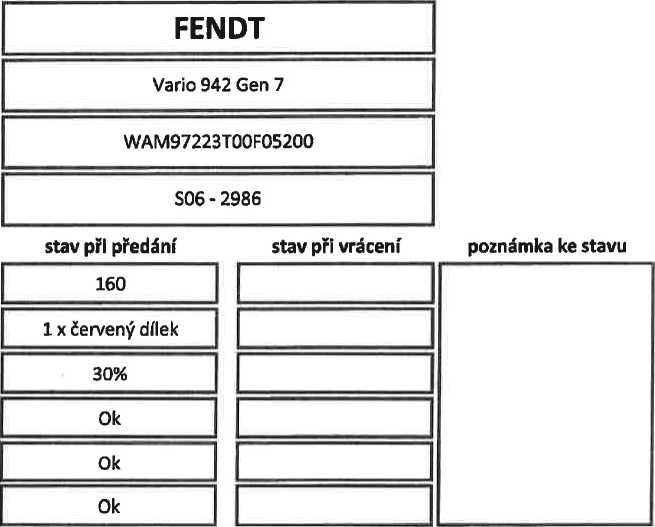 FENDT
Vario 942 Gen 7
WAM97223T00F05200
S06 - 2986
stav při předání stav při vrácení poznámka ke stavu
160
1 x červený dílek
30%
Ok
Ok
Ok